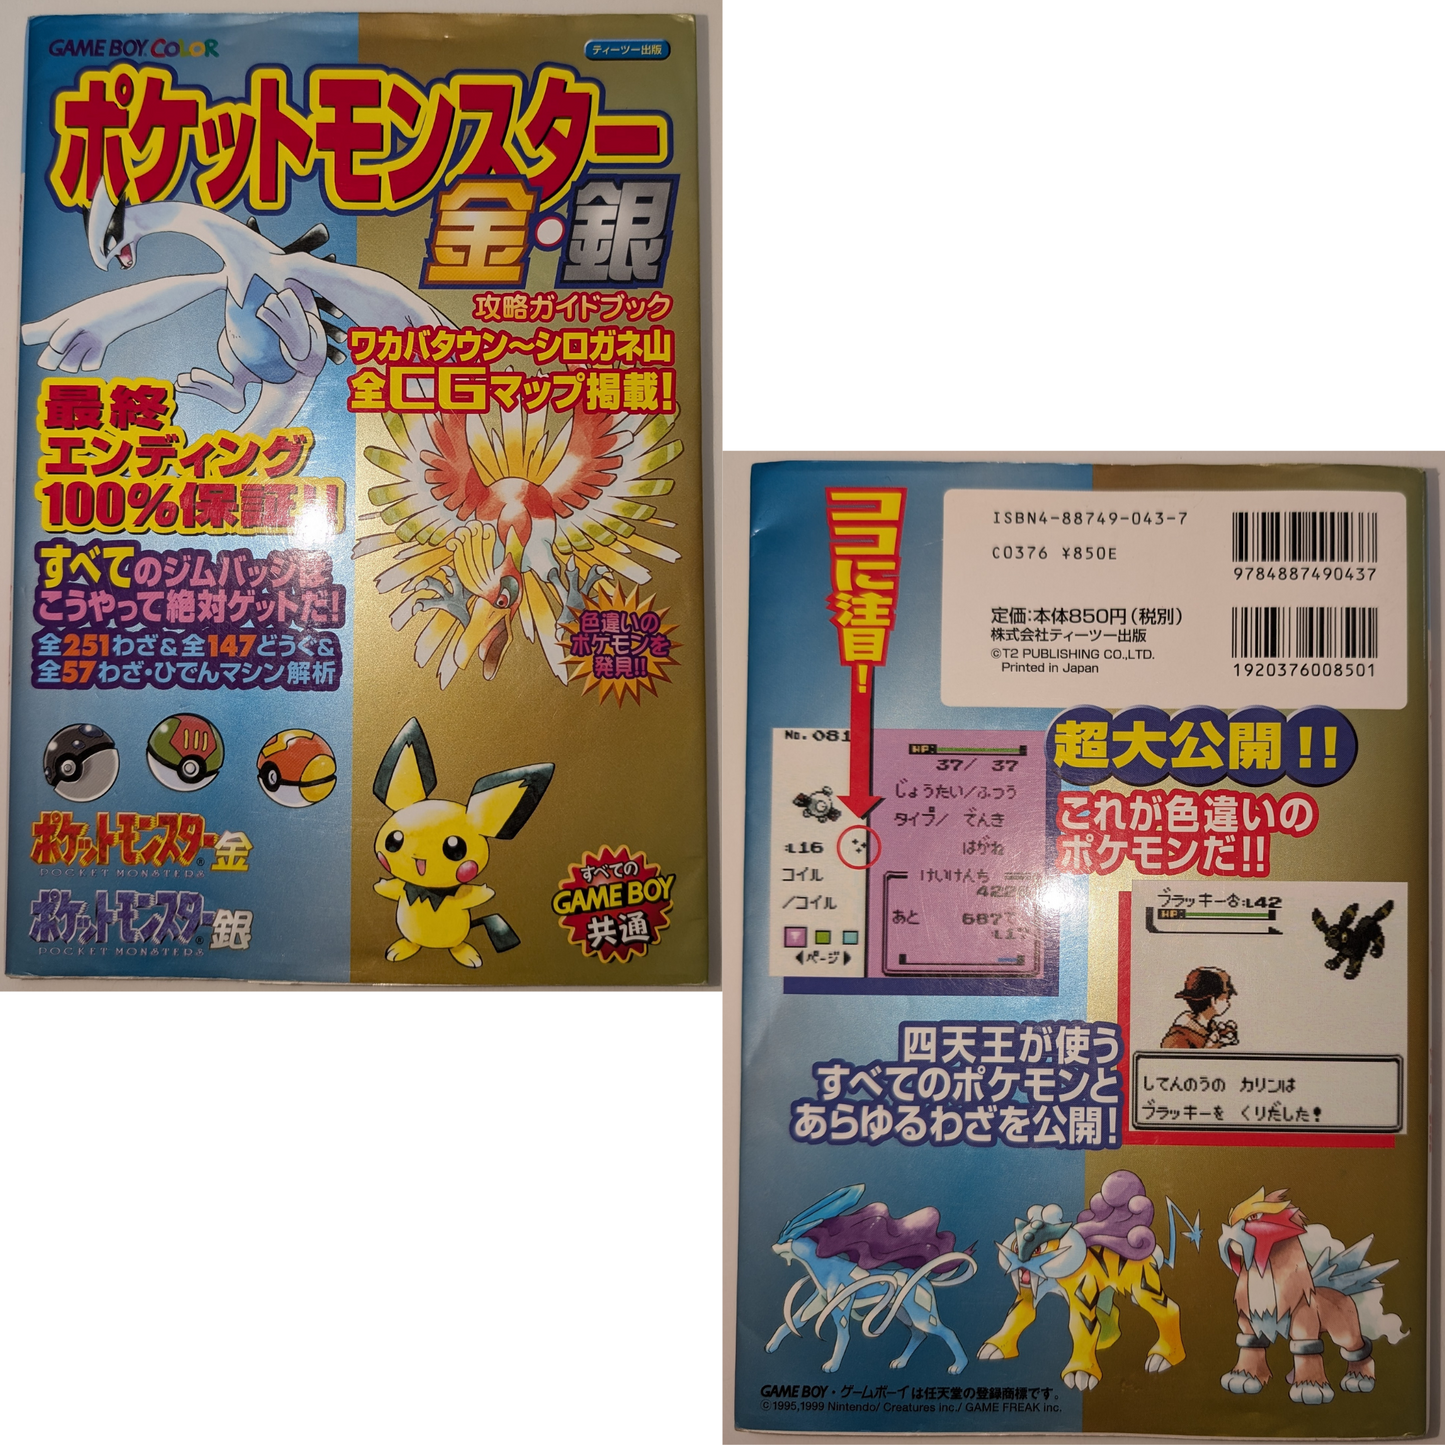 GAME BOY COLOR
ティーツー出版
ポケットモンスター
金・銀
攻略ガイドブック
ワカバタウン〜シロガネ山
全CGマップ掲載!
最終
エンディング
100%保証!!
すべてのジムバッジ
こうやって絶対ゲットだ!
全251わざ&全147どうぐ&
全57わざ・ひでんマシン解析
色違いの
ポケモンを
発見!!
ポケットモンスター金
POCKET MONSTERS
ポケットモンスター銀
POCKET MONSTERS
すべての
GAME BOY
共通
ココに注目!
ISBN4-88749-043-7
C0376 ¥850E
9784887490437
定価:本体850円(税別)
株式会社ティーツー出版
©T2 PUBLISHING CO.,LTD.
Printed in Japan
1920376008501
超大公開!!
これが色違いの
ポケモンだ!!
No.081
HP:
37/ 37
じょうたい/ふつう
タイプ/ でんき
はがね
:L16
コイル
/コイル
けいけんち
422
あと 687で
L17
◀ページ▶
ブラッキー♂:L42
HP:
してんのうの カリンは
ブラッキーを くりだした!
四天王が使う
すべてのポケモンと
あらゆるわざを公開!
GAME BOY・ゲームボーイは任天堂の登録商標です。
©1995,1999 Nintendo/ Creatures inc./ GAME FREAK inc.